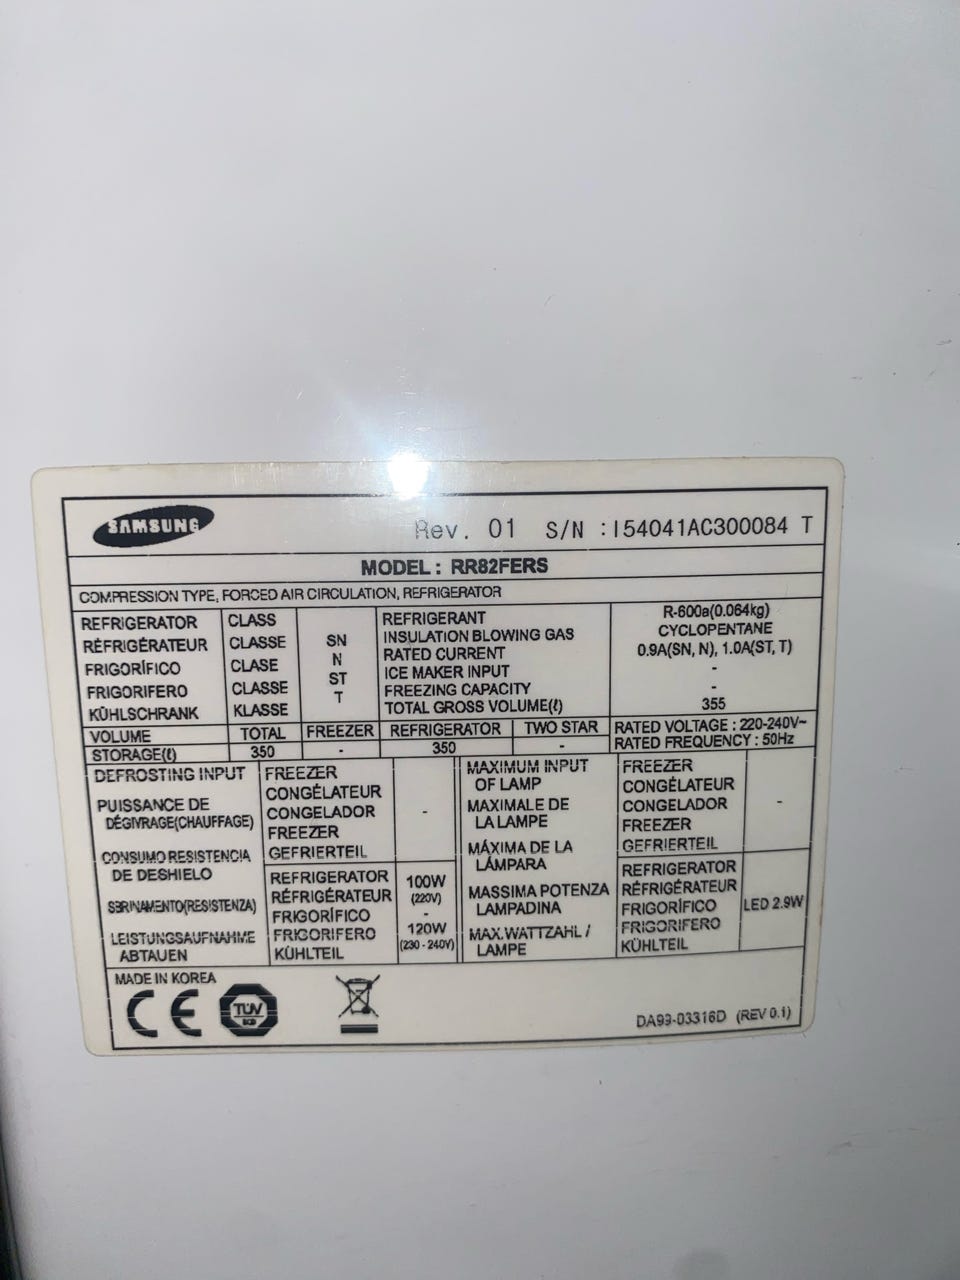 SAMSUNG
Rev. 01 S/N :I54041AC300084 T
MODEL : RR82FERS
COMPRESSION TYPE, FORCED AIR CIRCULATION, REFRIGERATOR
REFRIGERATOR CLASS
RÉFRIGÉRATEUR CLASSE
FRIGORÍFICO CLASE
FRIGORIFERO CLASSE
KÜHLSCHRANK KLASSE
SN
N
ST
T
REFRIGERANT R-600a(0.064kg)
INSULATION BLOWING GAS CYCLOPENTANE
RATED CURRENT 0.9A(SN, N), 1.0A(ST, T)
ICE MAKER INPUT -
FREEZING CAPACITY -
TOTAL GROSS VOLUME(ℓ) 355
VOLUME TOTAL FREEZER REFRIGERATOR TWO STAR
STORAGE(ℓ) 350 - 350 -
RATED VOLTAGE : 220-240V~
RATED FREQUENCY : 50Hz
DEFROSTING INPUT
PUISSANCE DE
DÉGIVRAGE(CHAUFFAGE)
CONSUMO RESISTENCIA
DE DESHIELO
SBRINAMENTO(RESISTENZA)
LEISTUNGSAUFNAHME
ABTAUEN
FREEZER
CONGÉLATEUR
CONGELADOR
FREEZER
GEFRIERTEIL
-
REFRIGERATOR
RÉFRIGÉRATEUR
FRIGORÍFICO
FRIGORIFERO
KÜHLTEIL
100W
(220V)
-
120W
(230 - 240V)
MAXIMUM INPUT
OF LAMP
MAXIMALE DE
LA LAMPE
MÁXIMA DE LA
LÁMPARA
MASSIMA POTENZA
LAMPADINA
MAX.WATTZAHL /
LAMPE
FREEZER
CONGÉLATEUR
CONGELADOR
FREEZER
GEFRIERTEIL
-
REFRIGERATOR
RÉFRIGÉRATEUR
FRIGORÍFICO
FRIGORIFERO
KÜHLTEIL
LED 2.9W
MADE IN KOREA
CE
TÜV
DA99-03316D (REV 0.1)